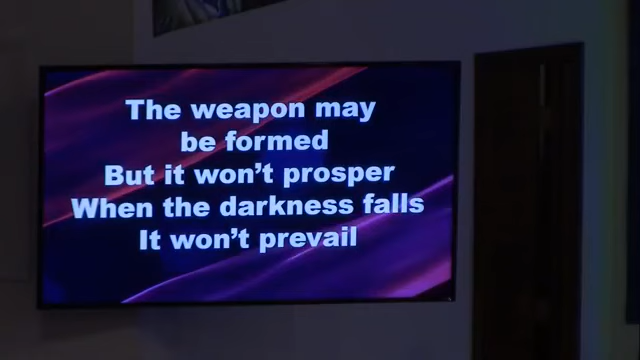 The weapon may
be formed
But it won't prosper
When the darkness falls
It won't prevail